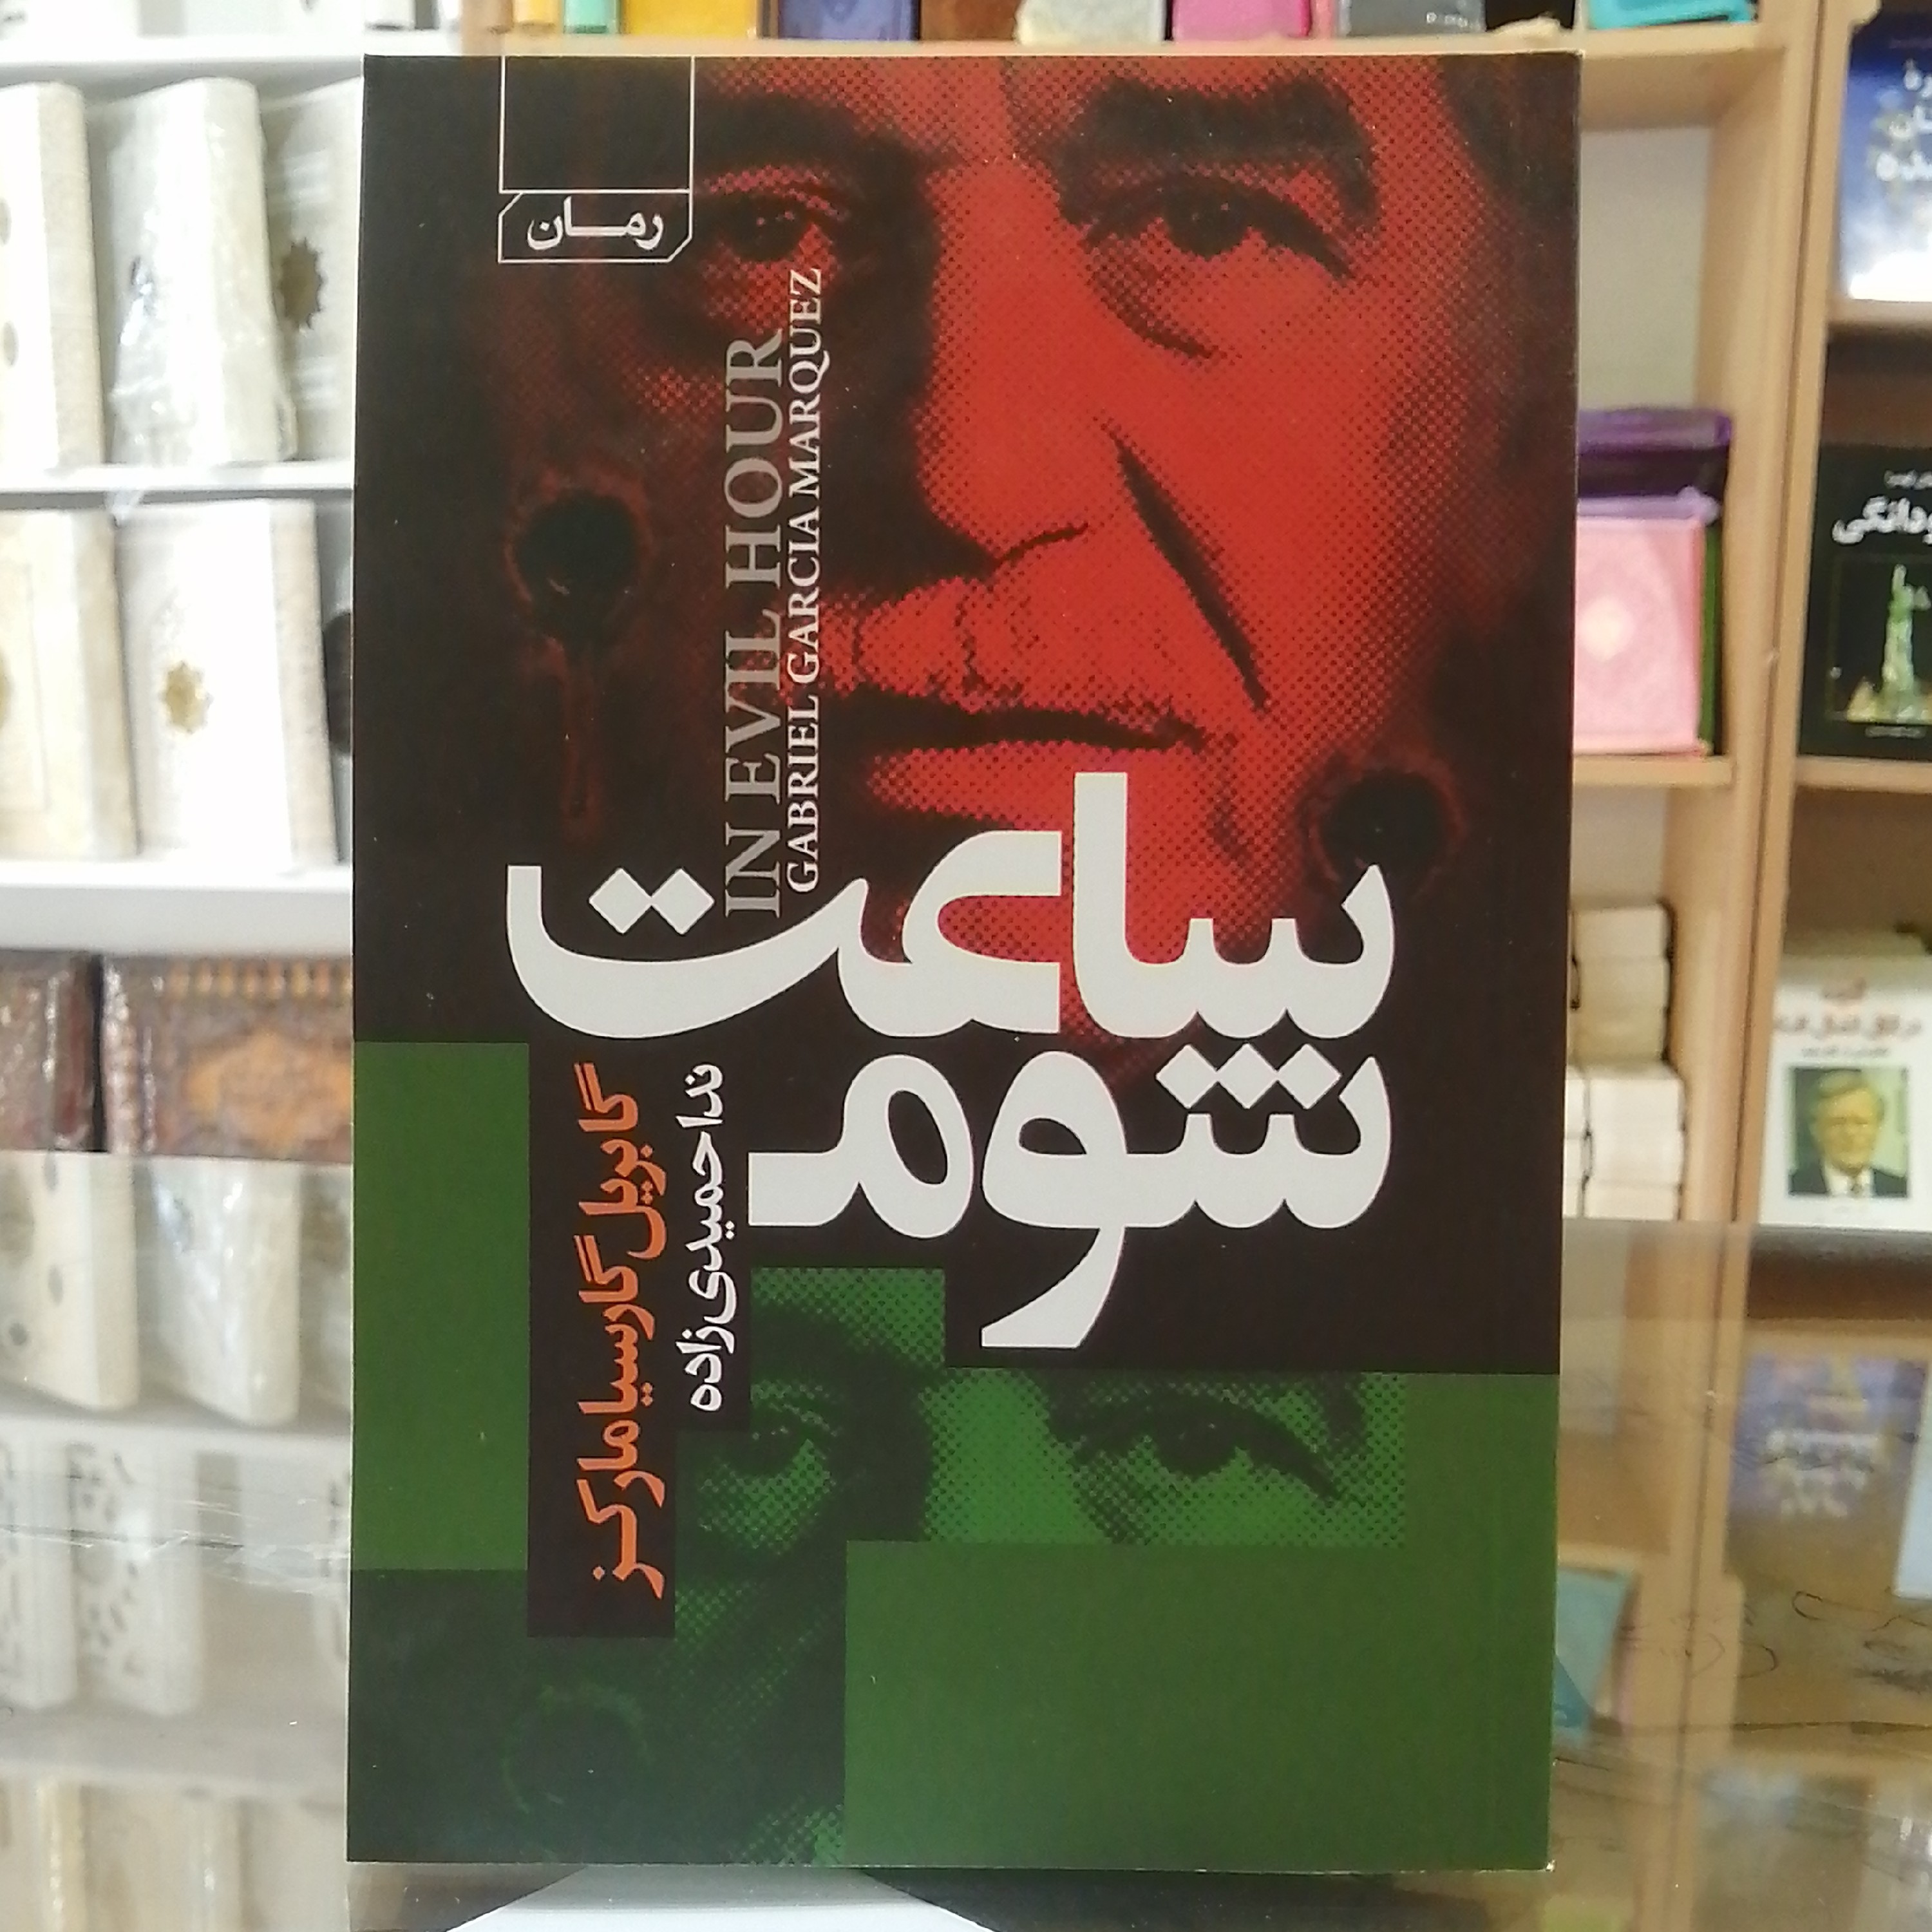 رمان
IN EVIL HOUR
GABRIEL GARCIA MARQUEZ
ساعت
شوم
گابریل گارسیا مارکز
ندا حمیدی‌زاده